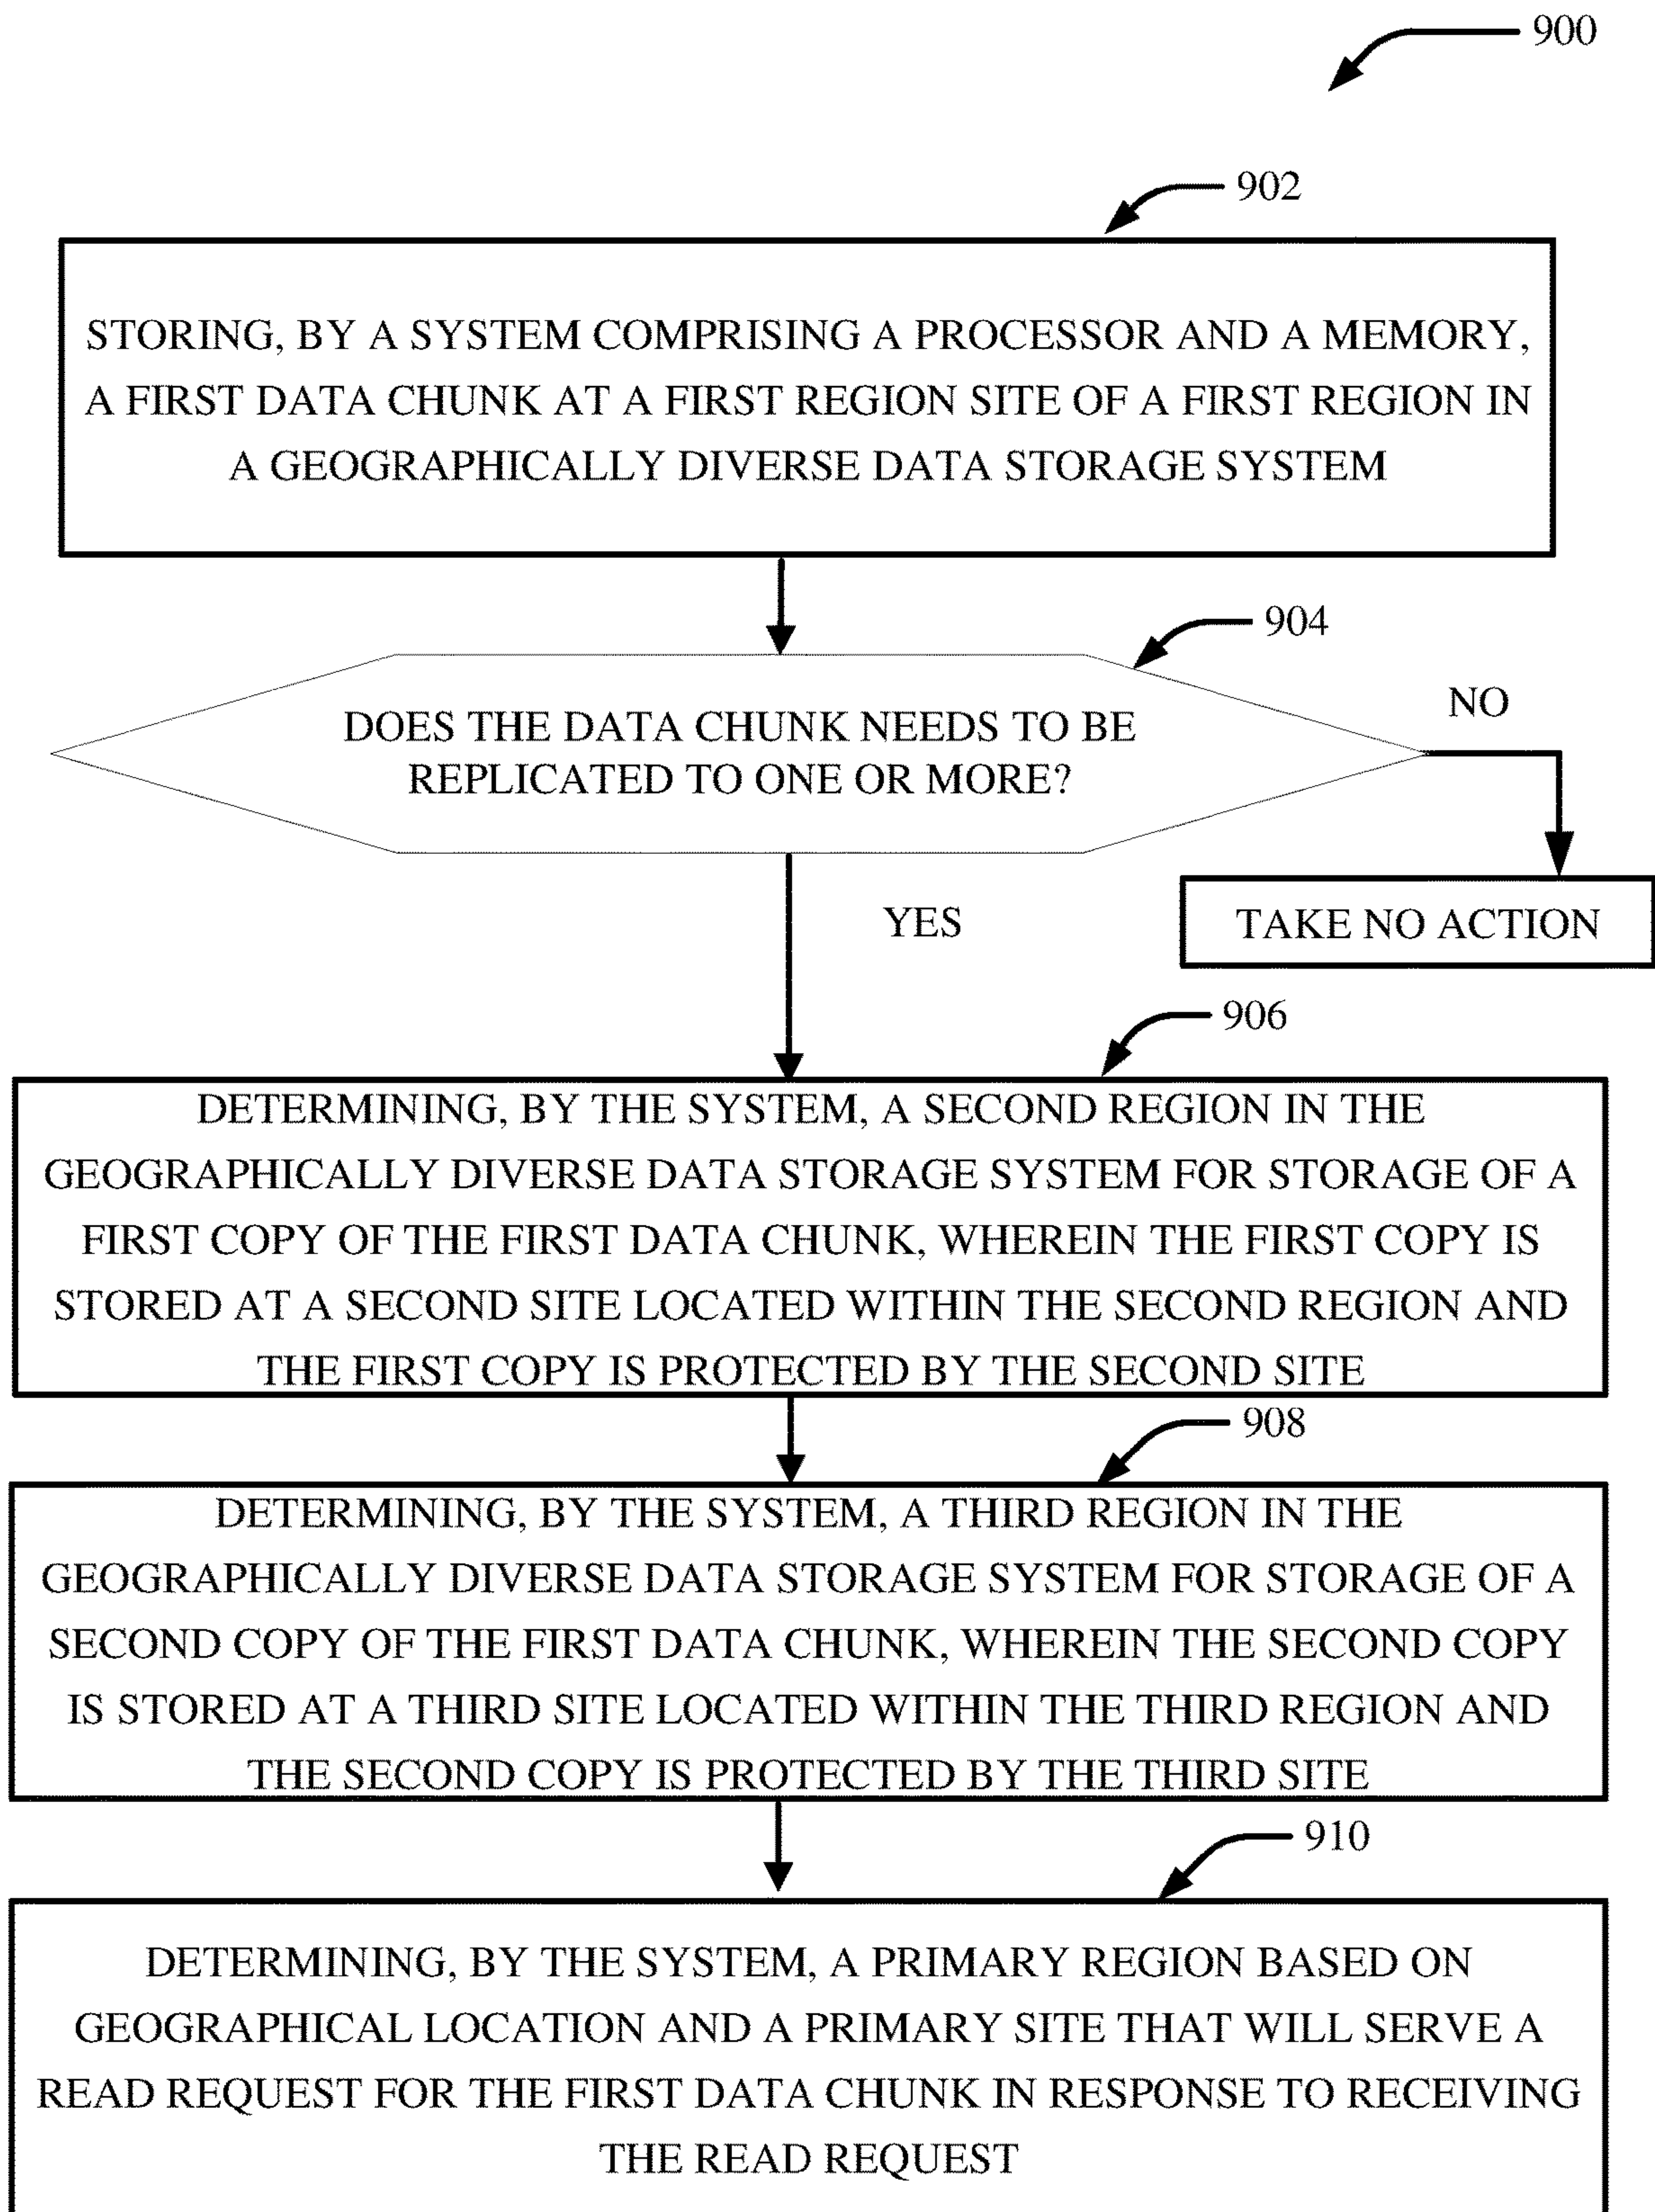 900
902
STORING, BY A SYSTEM COMPRISING A PROCESSOR AND A MEMORY,
A FIRST DATA CHUNK AT A FIRST REGION SITE OF A FIRST REGION IN
A GEOGRAPHICALLY DIVERSE DATA STORAGE SYSTEM
904
DOES THE DATA CHUNK NEEDS TO BE
REPLICATED TO ONE OR MORE?
NO
YES
TAKE NO ACTION
906
DETERMINING, BY THE SYSTEM, A SECOND REGION IN THE
GEOGRAPHICALLY DIVERSE DATA STORAGE SYSTEM FOR STORAGE OF A
FIRST COPY OF THE FIRST DATA CHUNK, WHEREIN THE FIRST COPY IS
STORED AT A SECOND SITE LOCATED WITHIN THE SECOND REGION AND
THE FIRST COPY IS PROTECTED BY THE SECOND SITE
908
DETERMINING, BY THE SYSTEM, A THIRD REGION IN THE
GEOGRAPHICALLY DIVERSE DATA STORAGE SYSTEM FOR STORAGE OF A
SECOND COPY OF THE FIRST DATA CHUNK, WHEREIN THE SECOND COPY
IS STORED AT A THIRD SITE LOCATED WITHIN THE THIRD REGION AND
THE SECOND COPY IS PROTECTED BY THE THIRD SITE
910
DETERMINING, BY THE SYSTEM, A PRIMARY REGION BASED ON
GEOGRAPHICAL LOCATION AND A PRIMARY SITE THAT WILL SERVE A
READ REQUEST FOR THE FIRST DATA CHUNK IN RESPONSE TO RECEIVING
THE READ REQUEST